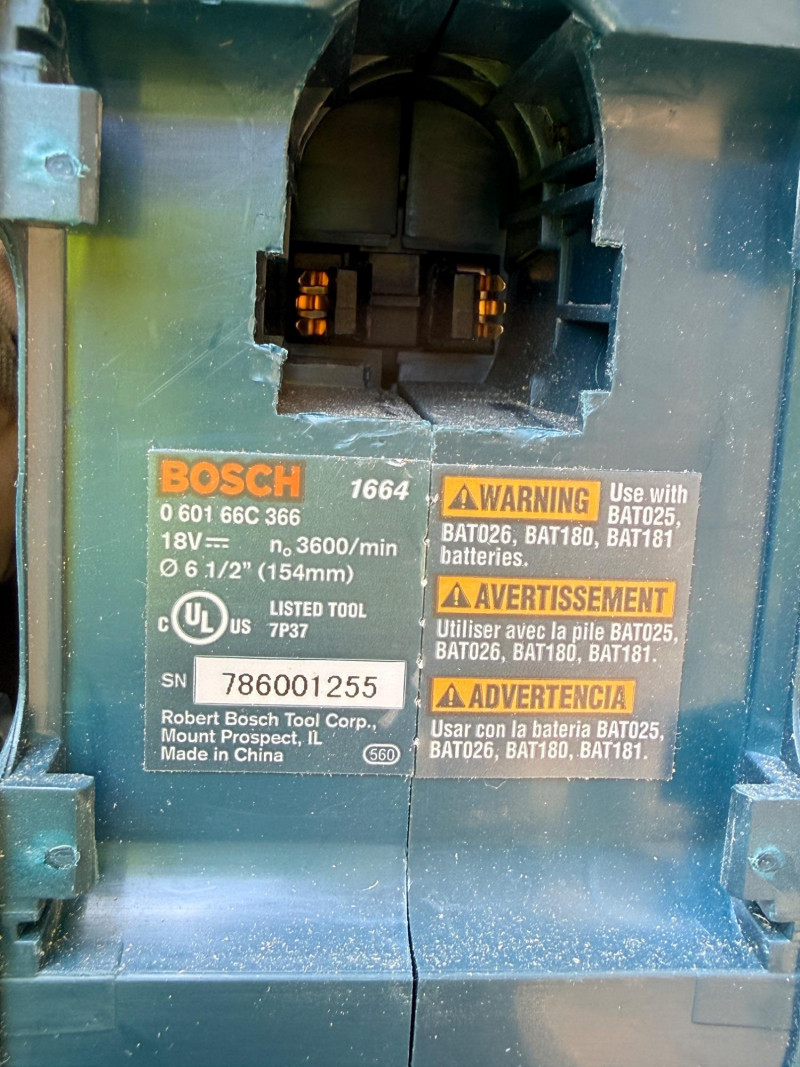 BOSCH 1664
0 601 66C 366
18V⎓ n₀ 3600/min
Ø 6 1/2" (154mm)
C UL US LISTED TOOL
7P37
SN 786001255
Robert Bosch Tool Corp.,
Mount Prospect, IL
Made in China 560
WARNING Use with
BAT025,
BAT026, BAT180, BAT181
batteries.
AVERTISSEMENT
Utiliser avec la pile BAT025,
BAT026, BAT180, BAT181.
ADVERTENCIA
Usar con la bateria BAT025,
BAT026, BAT180, BAT181.